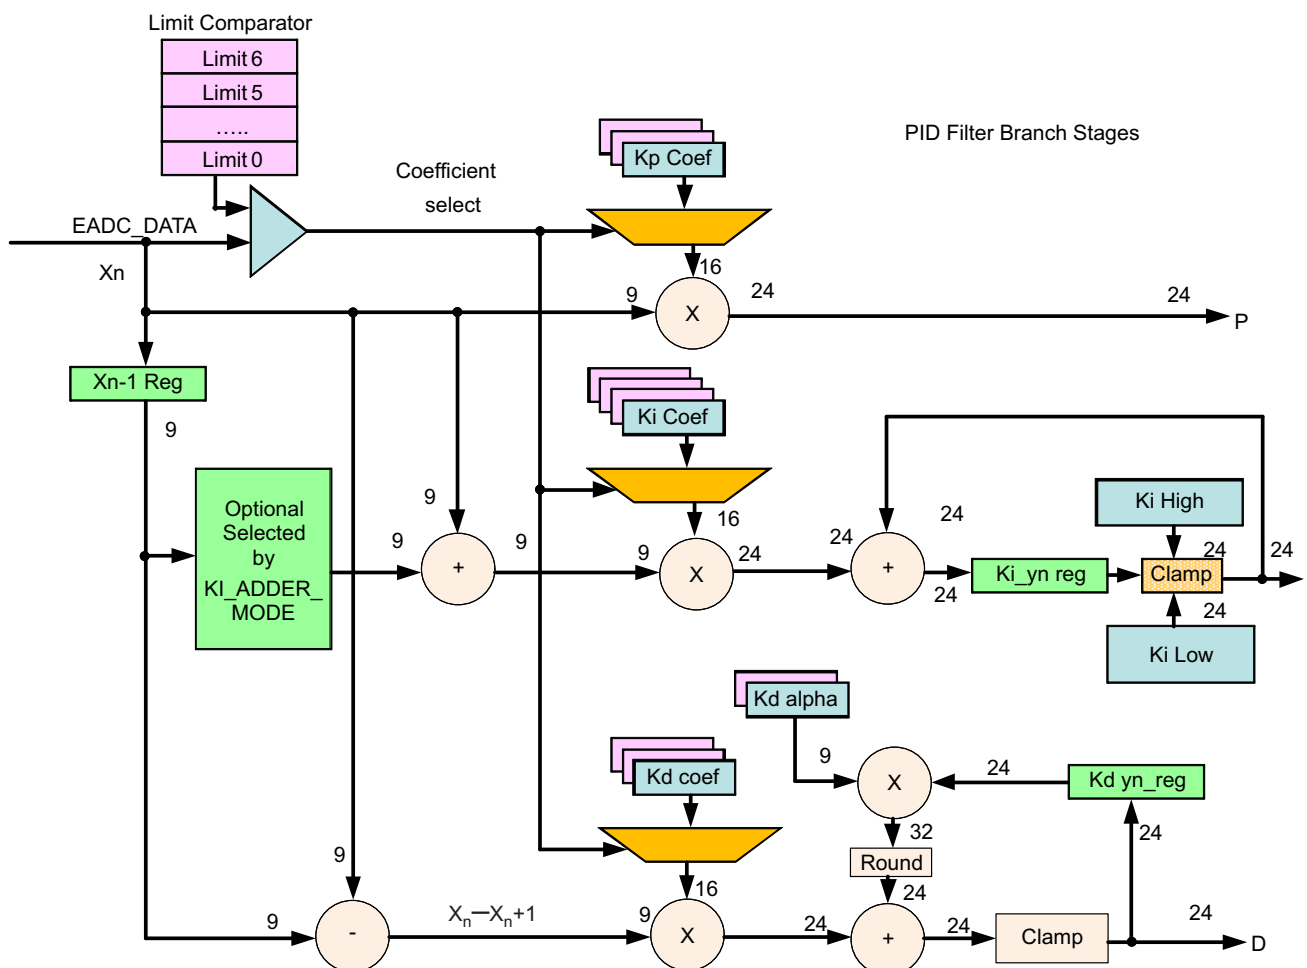 Limit Comparator
Limit 6
Limit 5
.....
Limit 0
PID Filter Branch Stages
Kp Coef
Coefficient
select
EADC_DATA
Xn
16
9
X
24
24
P
Xn-1 Reg
9
Ki Coef
Optional
Selected
by
KI_ADDER_
MODE
9
9
+
9
16
9
X
24
24
24
+
24
Ki_yn reg
Ki High
24
Clamp
24
24
Ki Low
Kd alpha
9
X
24
Kd yn_reg
24
32
Round
24
Kd coef
16
9
9
-
Xn−Xn+1
9
X
24
+
24
Clamp
24
D